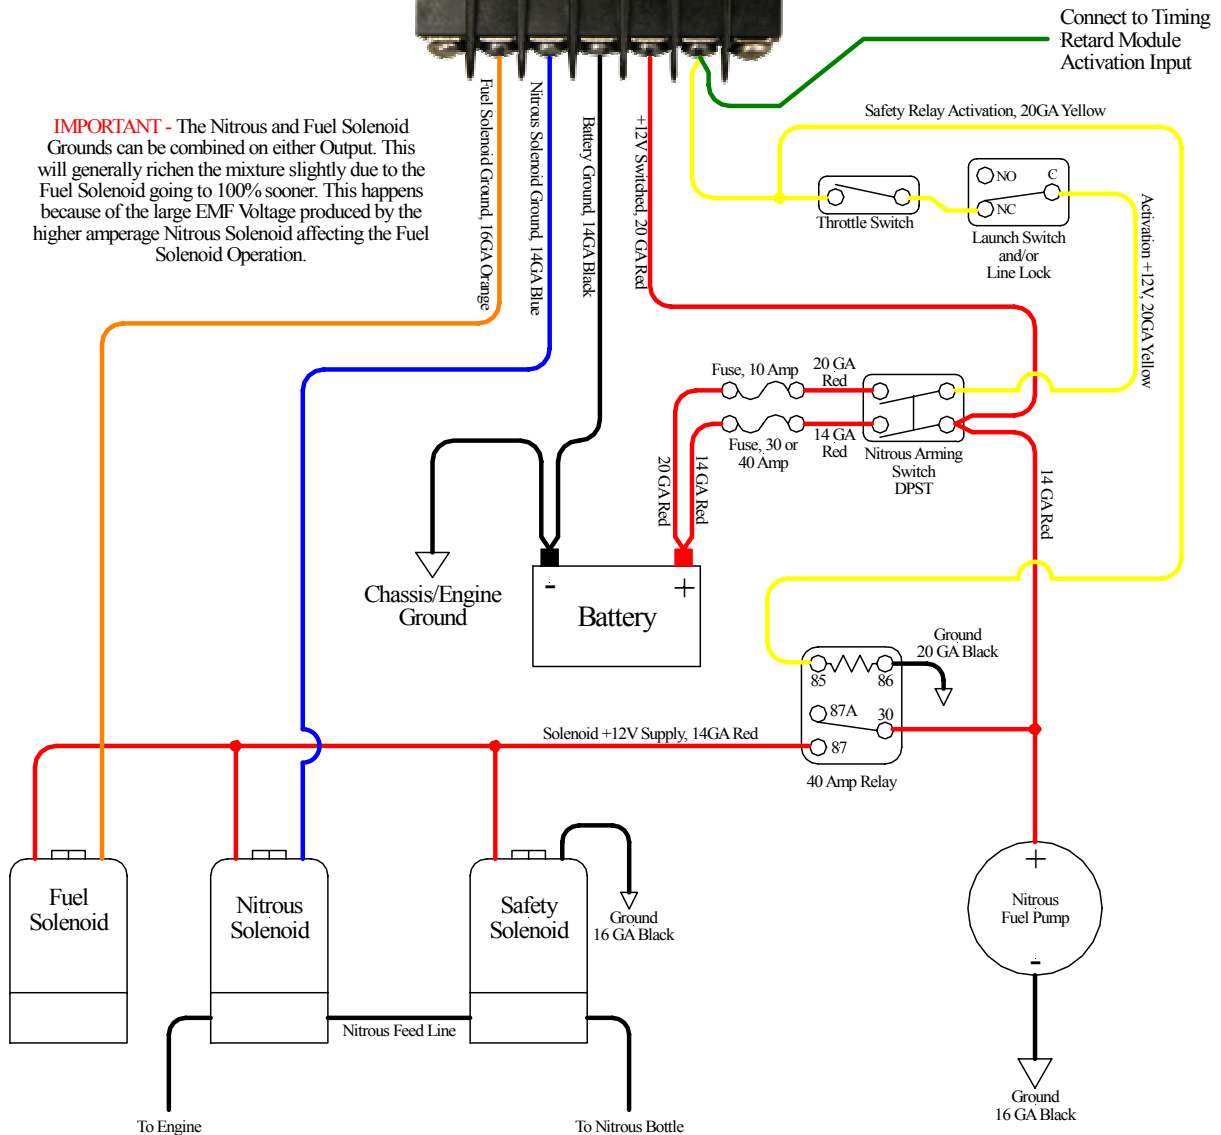 Connect to Timing
Retard Module
Activation Input
IMPORTANT - The Nitrous and Fuel Solenoid
Grounds can be combined on either Output. This
will generally richen the mixture slightly due to the
Fuel Solenoid going to 100% sooner. This happens
because of the large EMF Voltage produced by the
higher amperage Nitrous Solenoid affecting the Fuel
Solenoid Operation.
Fuel Solenoid Ground, 16GA Orange
Nitrous Solenoid Ground, 14GA Blue
Battery Ground, 14GA Black
+12V Switched, 20 GA Red
Safety Relay Activation, 20GA Yellow
Throttle Switch
NO
C
NC
Launch Switch
and/or
Line Lock
Activation +12V, 20GA Yellow
Fuse, 10 Amp
20 GA
Red
Fuse, 30 or
40 Amp
14 GA
Red
Nitrous Arming
Switch
DPST
20 GA Red
14 GA Red
14 GA Red
Chassis/Engine
Ground
-
+
Battery
Ground
20 GA Black
85
86
87A
30
87
40 Amp Relay
Solenoid +12V Supply, 14GA Red
Fuel
Solenoid
Nitrous
Solenoid
Safety
Solenoid
Ground
16 GA Black
+
Nitrous
Fuel Pump
-
Nitrous Feed Line
Ground
16 GA Black
To Engine
To Nitrous Bottle